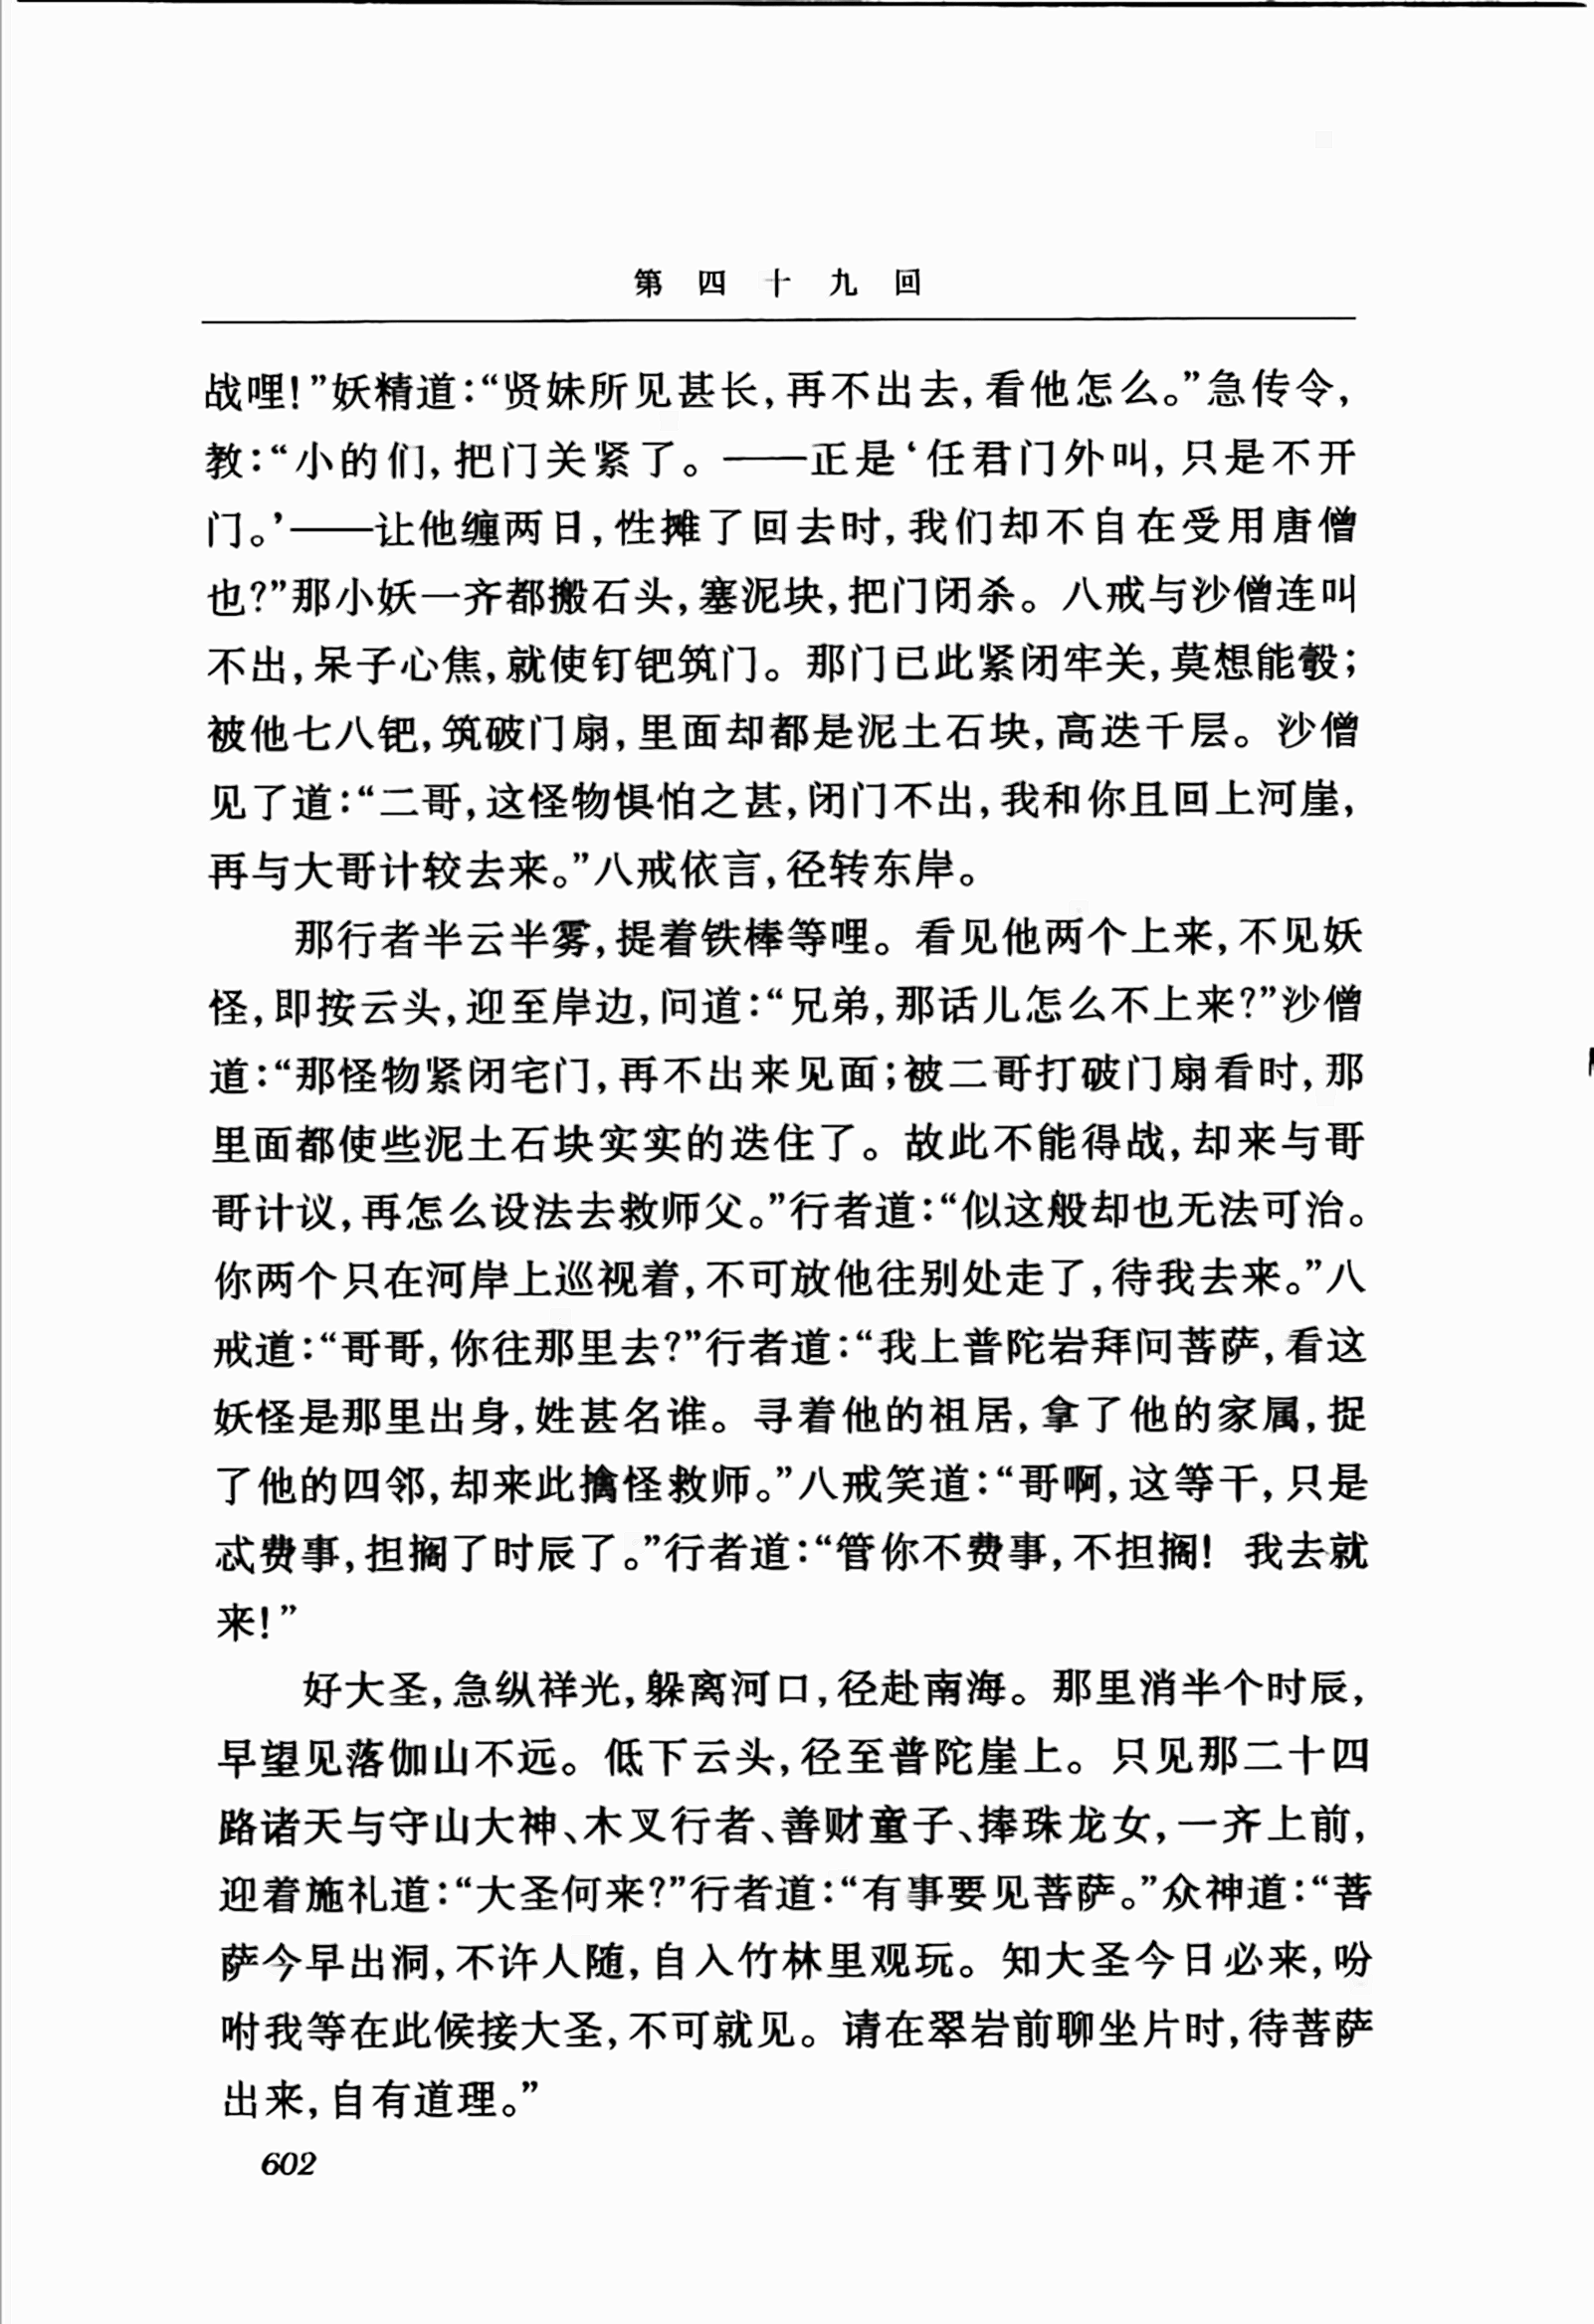 第四十九回
战哩！”妖精道：“贤妹所见甚长，再不出去，看他怎么。”急传令，
教：“小的们，把门关紧了。——正是‘任君门外叫，只是不开
门。’——让他缠两日，性摊了回去时，我们却不自在受用唐僧
也？”那小妖一齐都搬石头，塞泥块，把门闭杀。八戒与沙僧连叫
不出，呆子心焦，就使钉钯筑门。那门已此紧闭牢关，莫想能彀；
被他七八钯，筑破门扇，里面却都是泥土石块，高迭千层。沙僧
见了道：“二哥，这怪物惧怕之甚，闭门不出，我和你且回上河崖，
再与大哥计较去来。”八戒依言，径转东岸。
那行者半云半雾，提着铁棒等哩。看见他两个上来，不见妖
怪，即按云头，迎至岸边，问道：“兄弟，那话儿怎么不上来？”沙僧
道：“那怪物紧闭宅门，再不出来见面；被二哥打破门扇看时，那
里面都使些泥土石块实实的迭住了。故此不能得战，却来与哥
哥计议，再怎么设法去救师父。”行者道：“似这般却也无法可治。
你两个只在河岸上巡视着，不可放他往别处走了，待我去来。”八
戒道：“哥哥，你往那里去？”行者道：“我上普陀岩拜问菩萨，看这
妖怪是那里出身，姓甚名谁。寻着他的祖居，拿了他的家属，捉
了他的四邻，却来此擒怪救师。”八戒笑道：“哥啊，这等干，只是
忒费事，担搁了时辰了。”行者道：“管你不费事，不担搁！我去就
来！”
好大圣，急纵祥光，躲离河口，径赴南海。那里消半个时辰，
早望见落伽山不远。低下云头，径至普陀崖上。只见那二十四
路诸天与守山大神、木叉行者、善财童子、捧珠龙女，一齐上前，
迎着施礼道：“大圣何来？”行者道：“有事要见菩萨。”众神道：“菩
萨今早出洞，不许人随，自入竹林里观玩。知大圣今日必来，吩
咐我等在此候接大圣，不可就见。请在翠岩前聊坐片时，待菩萨
出来，自有道理。”
602